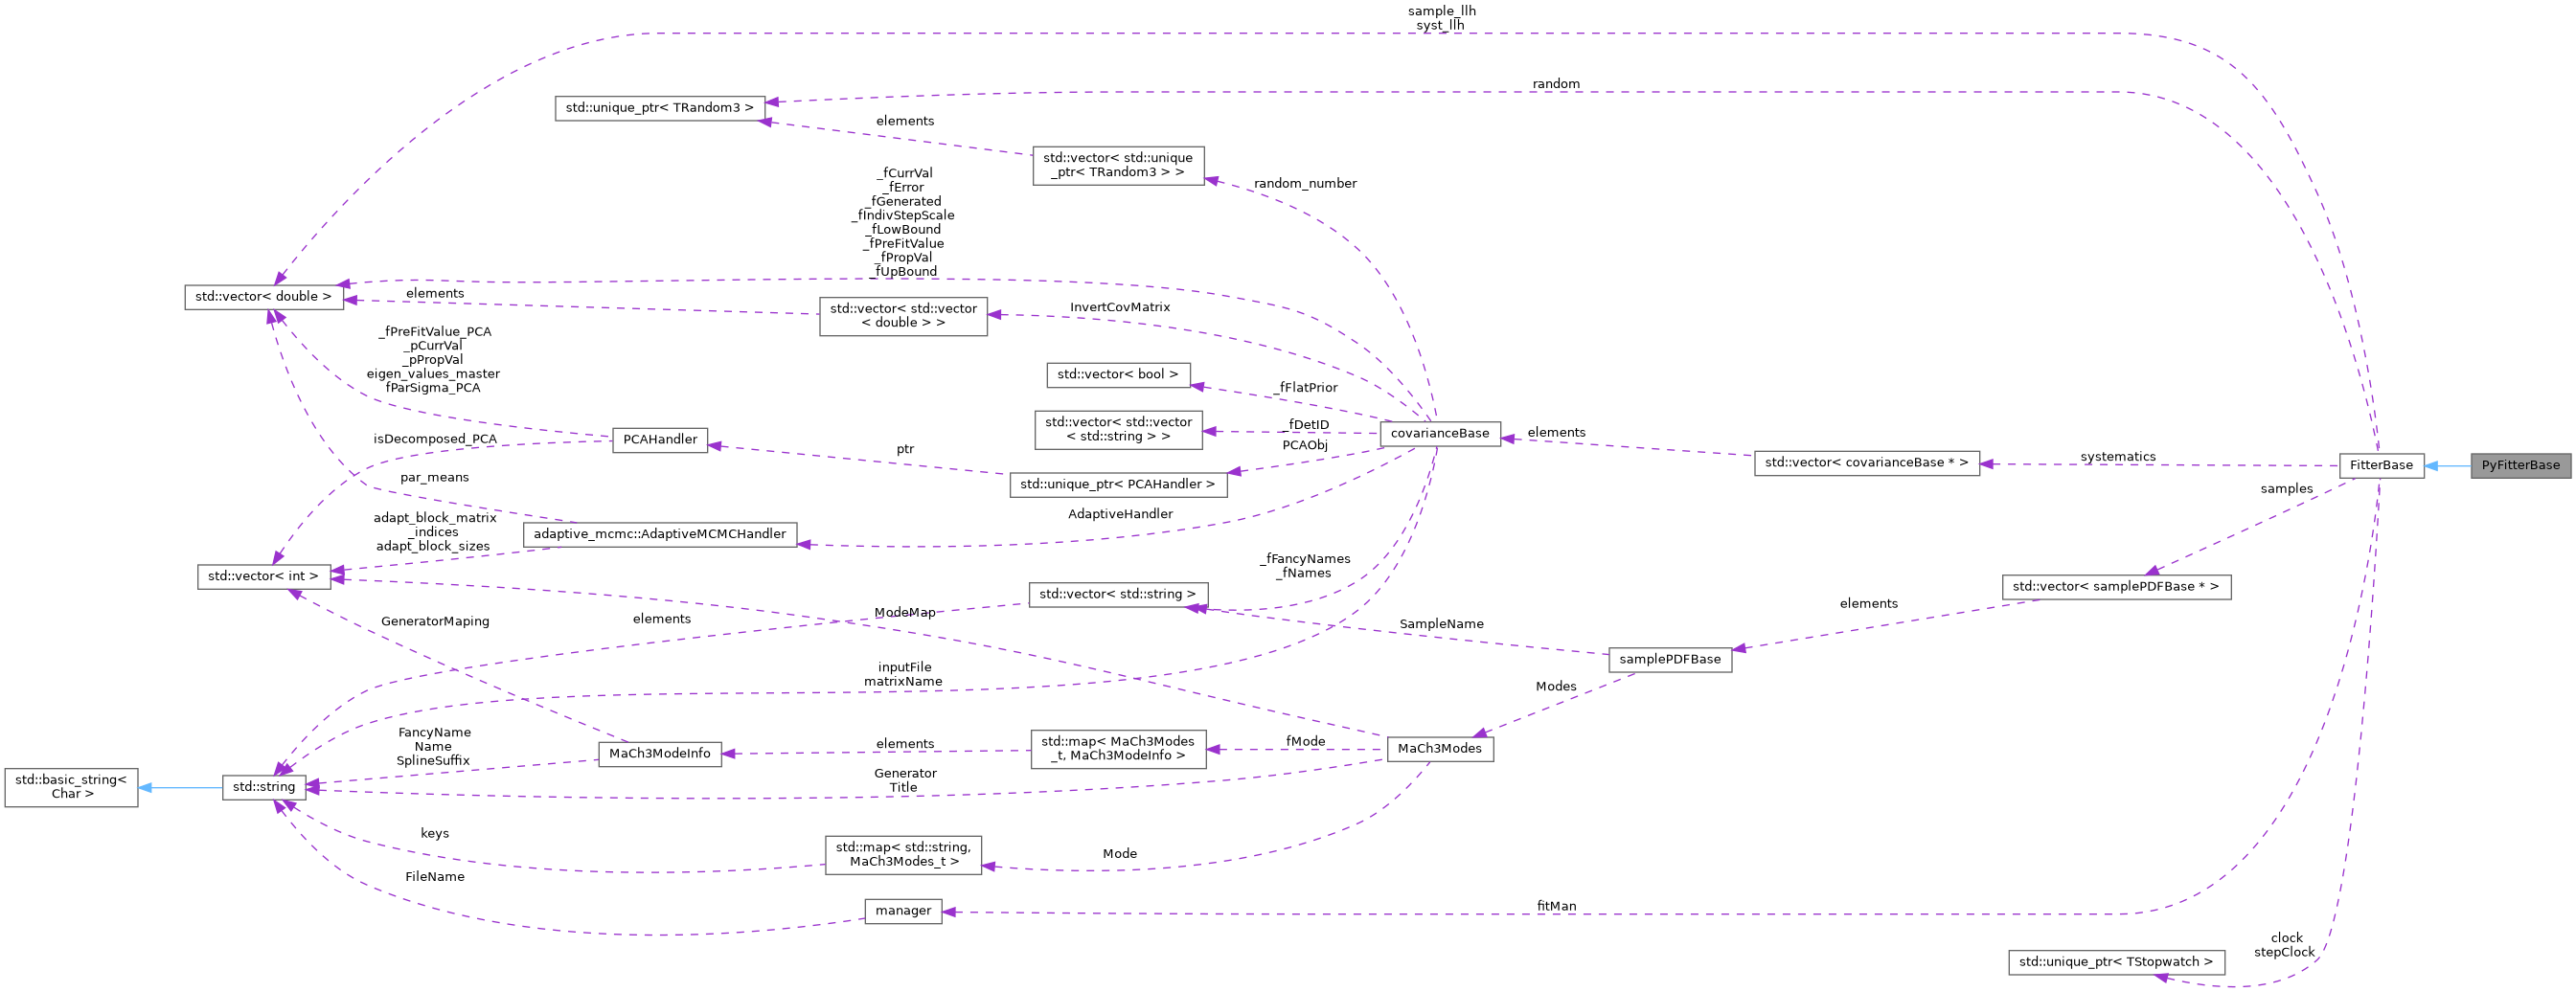 sample_llh
syst_llh
random
std::unique_ptr< TRandom3 >
elements
std::vector< std::unique
_ptr< TRandom3 > >
random_number
_fCurrVal
_fError
_fGenerated
_fIndivStepScale
_fLowBound
_fPreFitValue
_fPropVal
_fUpBound
std::vector< double >
elements
std::vector< std::vector
< double > >
InvertCovMatrix
_fPreFitValue_PCA
_pCurrVal
_pPropVal
eigen_values_master
fParSigma_PCA
std::vector< bool >
_fFlatPrior
std::vector< std::vector
< std::string > >
_fDetID
PCAObj
covarianceBase
elements
std::vector< covarianceBase * >
systematics
FitterBase
PyFitterBase
isDecomposed_PCA
PCAHandler
ptr
std::unique_ptr< PCAHandler >
samples
par_means
adapt_block_matrix
_indices
adapt_block_sizes
adaptive_mcmc::AdaptiveMCMCHandler
AdaptiveHandler
std::vector< int >
_fFancyNames
_fNames
std::vector< std::string >
std::vector< samplePDFBase * >
elements
GeneratorMaping
elements
ModeMap
SampleName
samplePDFBase
inputFile
matrixName
Modes
FancyName
Name
SplineSuffix
MaCh3ModeInfo
elements
std::map< MaCh3Modes
_t, MaCh3ModeInfo >
fMode
MaCh3Modes
std::basic_string<
Char >
std::string
Generator
Title
keys
std::map< std::string,
MaCh3Modes_t >
Mode
FileName
manager
fitMan
clock
stepClock
std::unique_ptr< TStopwatch >